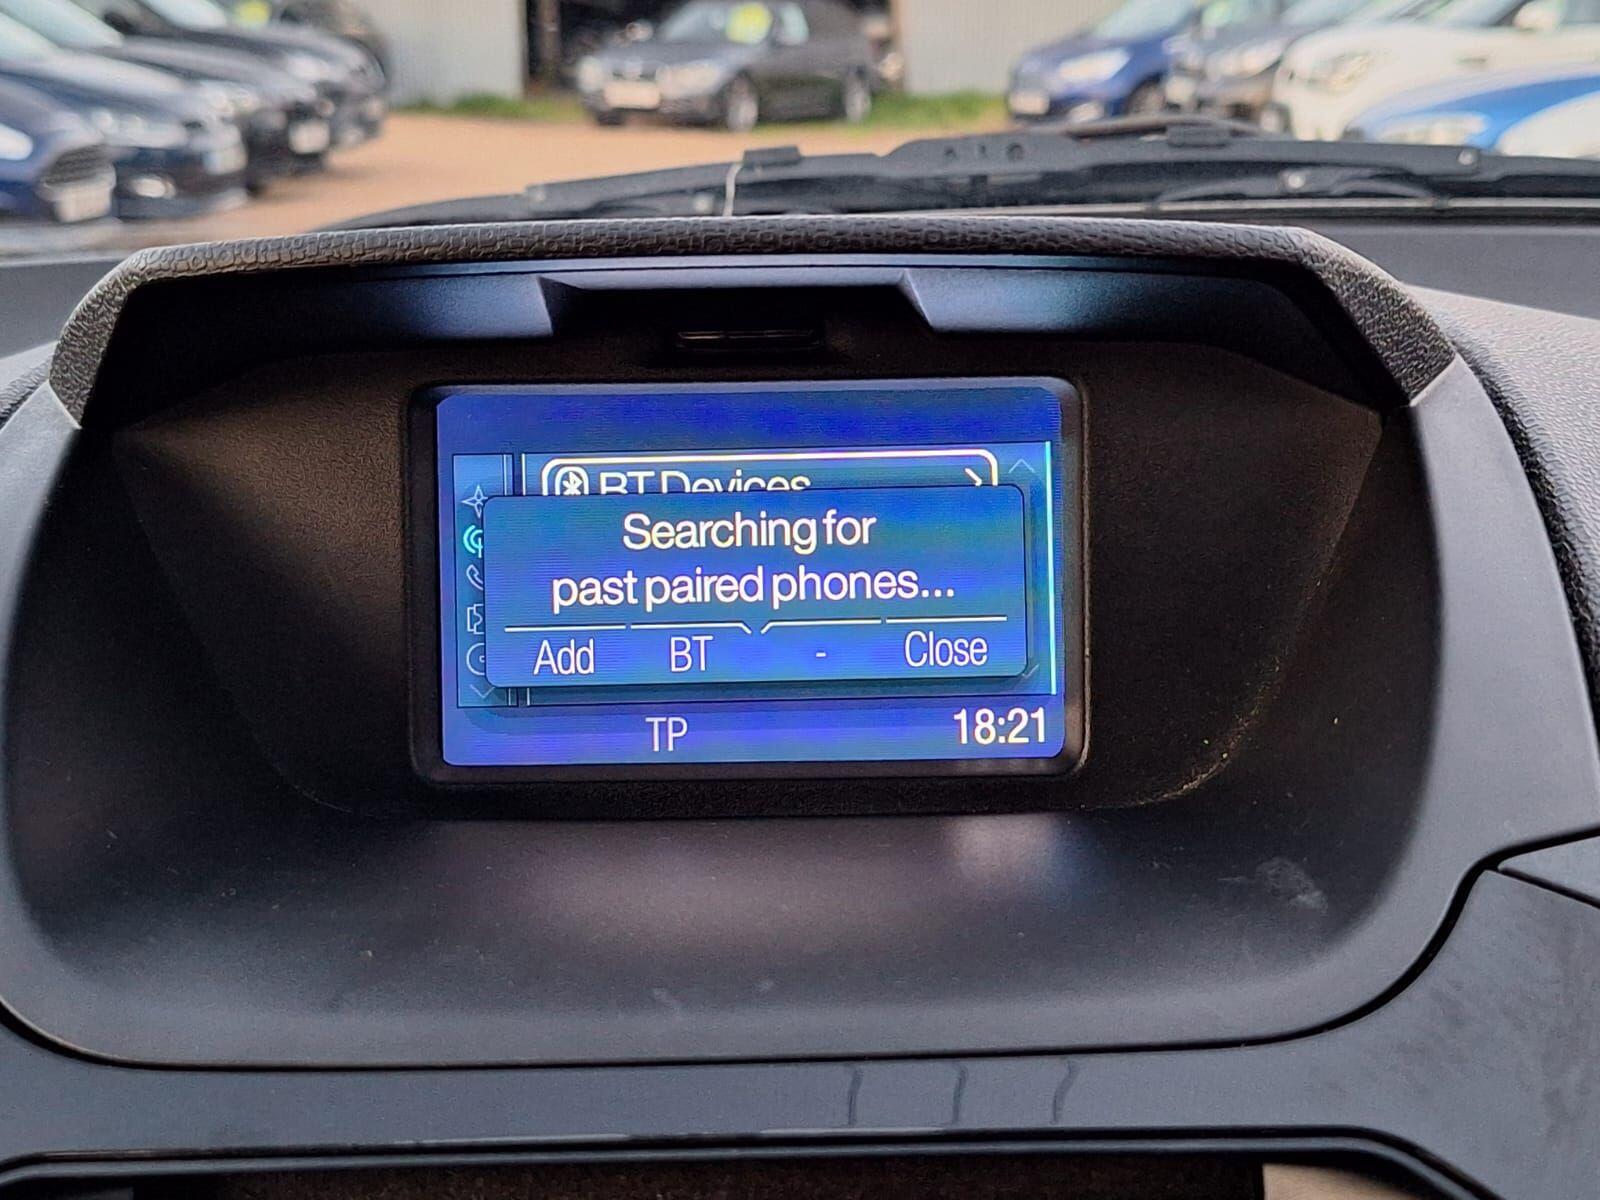 BT Devices
Searching for
past paired phones...
Add BT - Close
TP 18:21